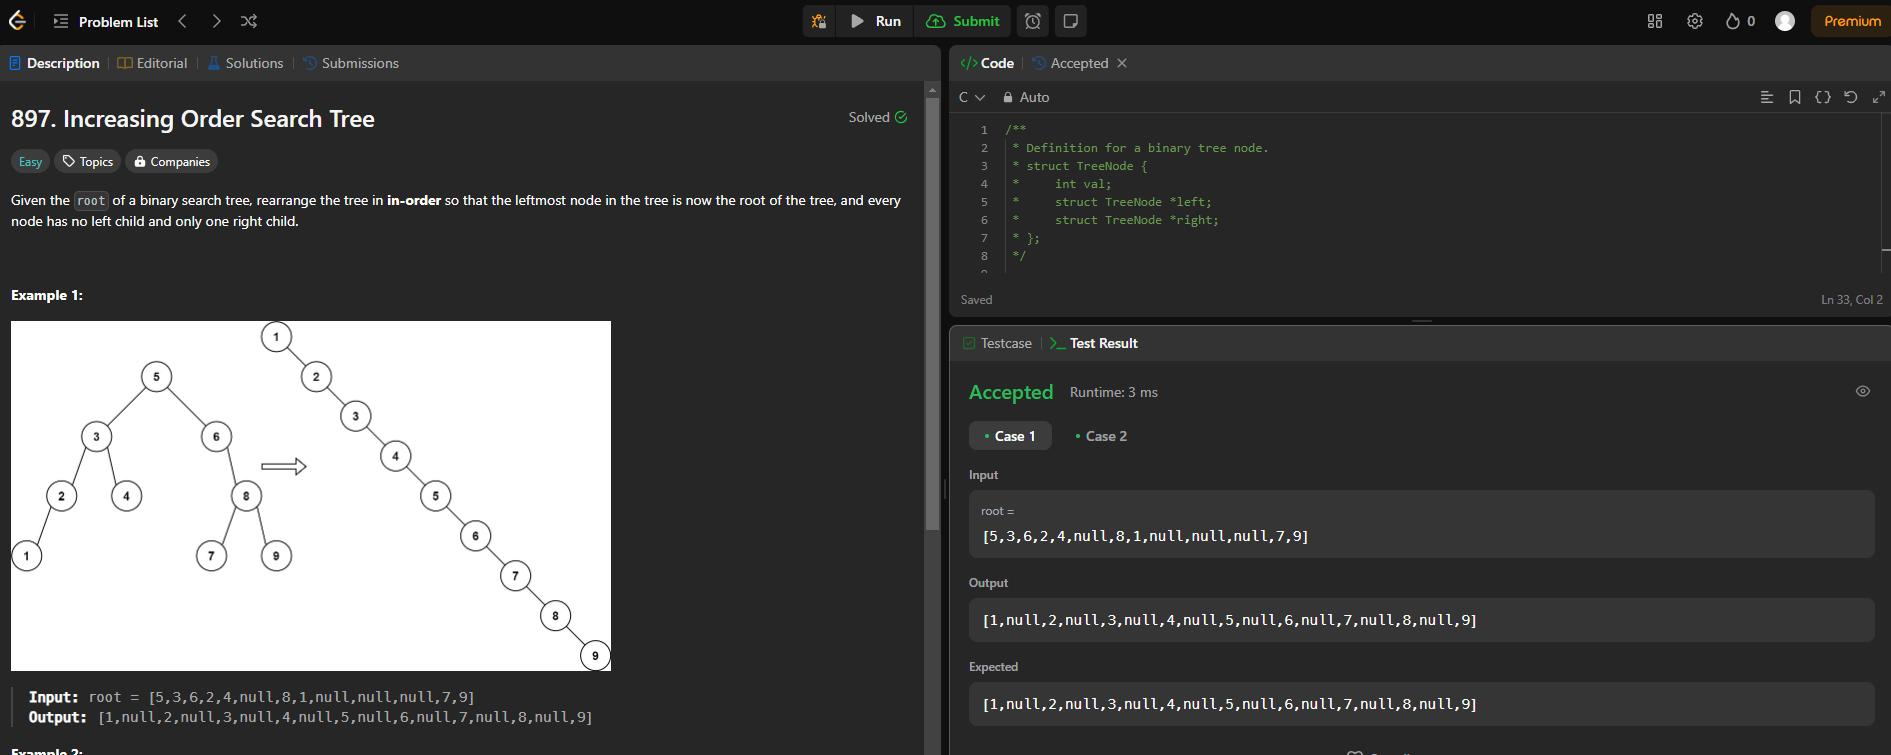 Problem List
Run
Submit
0
Premium
Description
Editorial
Solutions
Submissions
897. Increasing Order Search Tree
Solved
Easy
Topics
Companies
Given the root of a binary search tree, rearrange the tree in in-order so that the leftmost node in the tree is now the root of the tree, and every
node has no left child and only one right child.
Example 1:
1
5
2
3
6
3
4
2
4
8
5
6
1
7
9
7
8
9
Input: root = [5,3,6,2,4,null,8,1,null,null,null,7,9]
Output: [1,null,2,null,3,null,4,null,5,null,6,null,7,null,8,null,9]
Example 2:
</> Code
Accepted
C
Auto
1 /**
2 * Definition for a binary tree node.
3 * struct TreeNode {
4 * int val;
5 * struct TreeNode *left;
6 * struct TreeNode *right;
7 * };
8 */
Saved
Ln 33, Col 2
Testcase
Test Result
Accepted
Runtime: 3 ms
Case 1
Case 2
Input
root =
[5,3,6,2,4,null,8,1,null,null,null,7,9]
Output
[1,null,2,null,3,null,4,null,5,null,6,null,7,null,8,null,9]
Expected
[1,null,2,null,3,null,4,null,5,null,6,null,7,null,8,null,9]